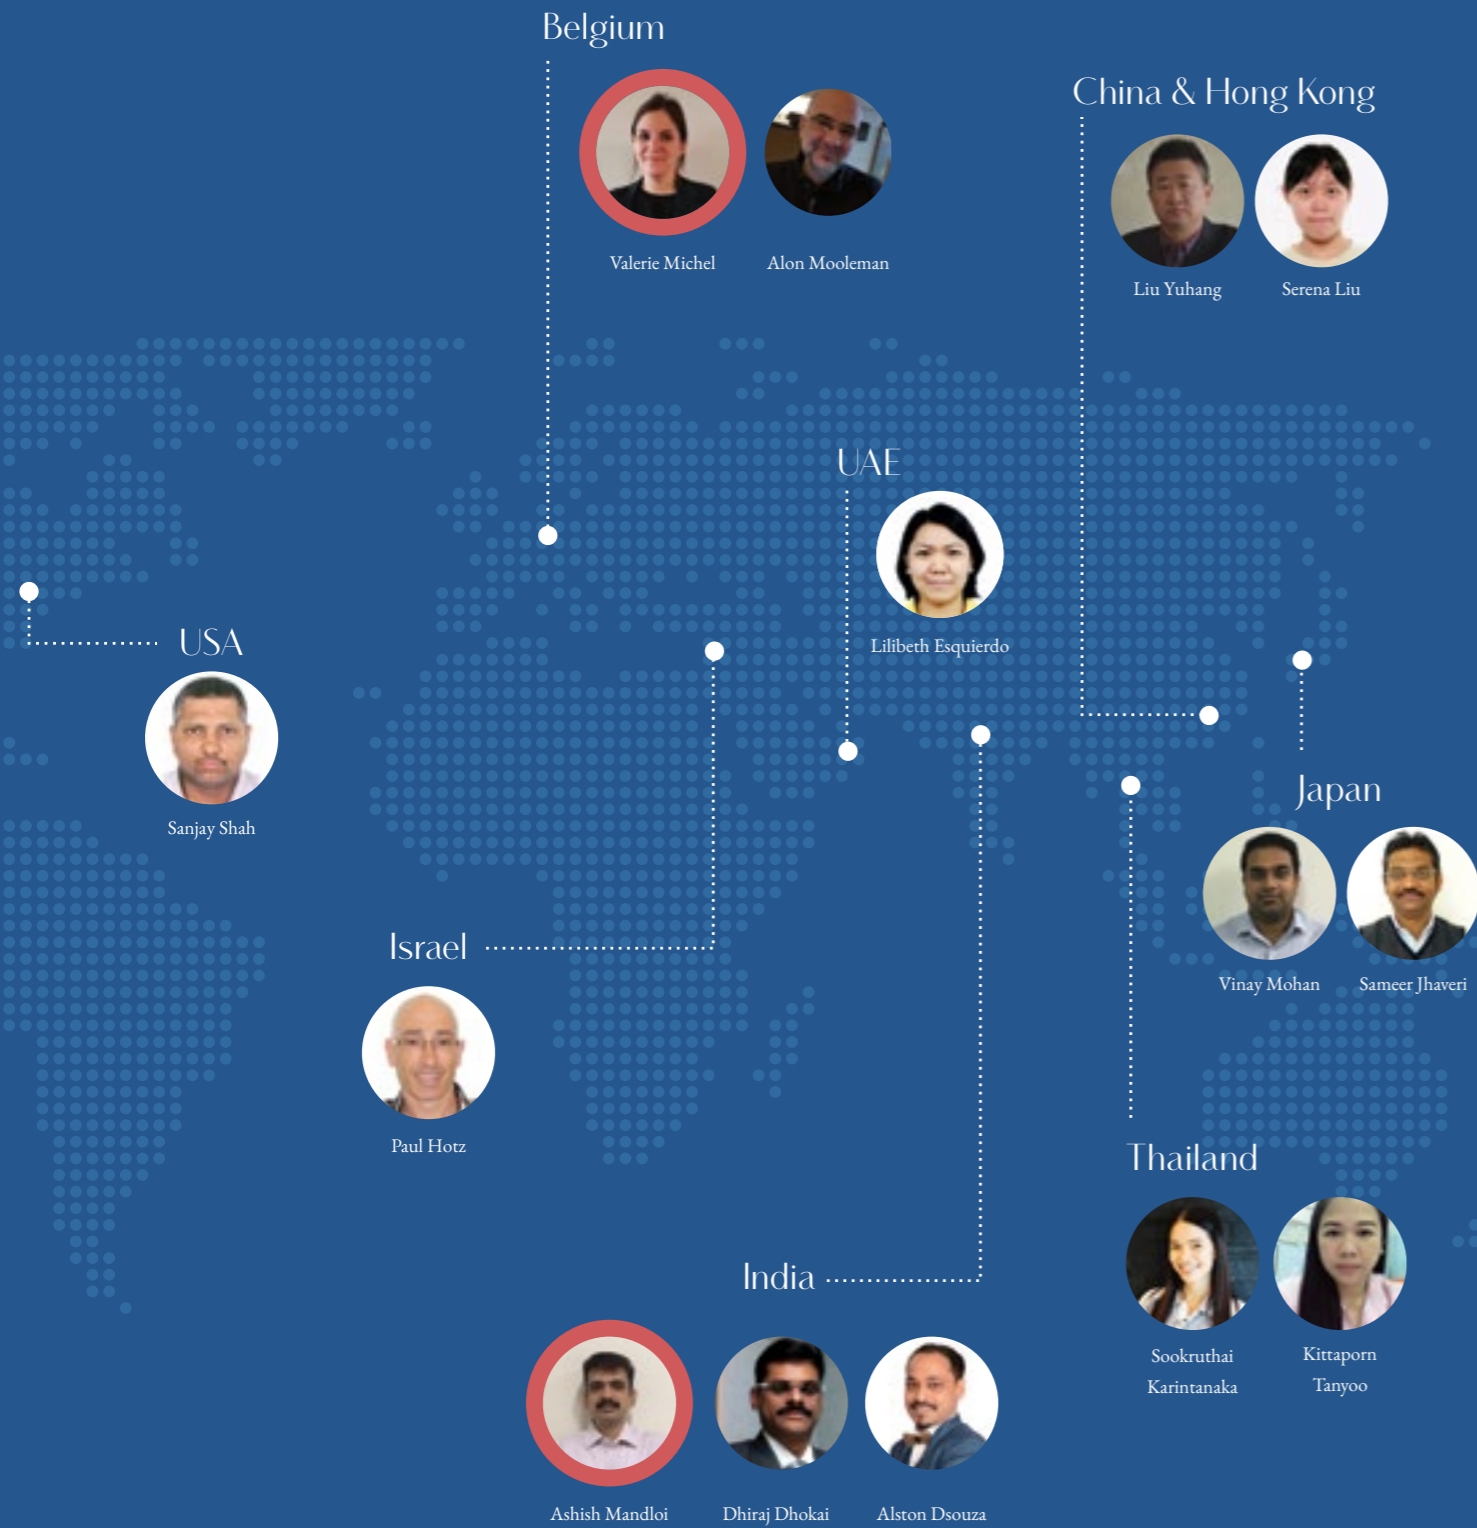 Belgium
Valerie Michel
Alon Mooleman
China & Hong Kong
Liu Yuhang
Serena Liu
UAE
Lilibeth Esquierdo
USA
Sanjay Shah
Japan
Vinay Mohan
Sameer Jhaveri
Israel
Paul Hotz
Thailand
Sookruthai
Karintanaka
Kittaporn
Tanyoo
India
Ashish Mandloi
Dhiraj Dhokai
Alston Dsouza